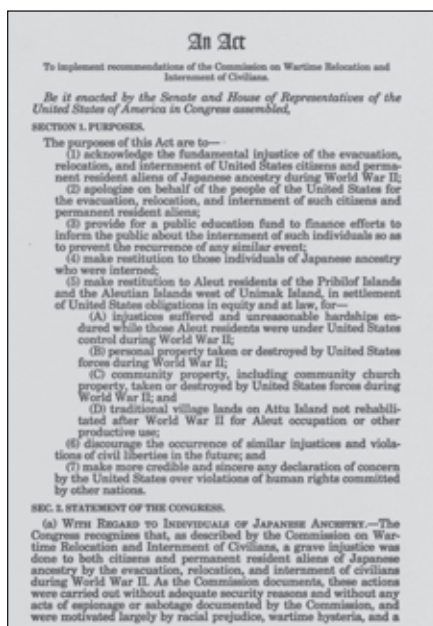 An Act
To implement recommendations of the Commission on Wartime Relocation and
Internment of Civilians.
Be it enacted by the Senate and House of Representatives of the
United States of America in Congress assembled,
SECTION 1. PURPOSES.
The purposes of this Act are to—
(1) acknowledge the fundamental injustice of the evacuation,
relocation, and internment of United States citizens and perma-
nent resident aliens of Japanese ancestry during World War II;
(2) apologize on behalf of the people of the United States for
the evacuation, relocation, and internment of such citizens and
permanent resident aliens;
(3) provide for a public education fund to finance efforts to
inform the public about the internment of such individuals so as
to prevent the recurrence of any similar event;
(4) make restitution to those individuals of Japanese ancestry
who were interned;
(5) make restitution to Aleut residents of the Pribilof Islands
and the Aleutian Islands west of Unimak Island, in settlement
of United States obligations in equity and at law, for—
(A) injustices suffered and unreasonable hardships en-
dured while those Aleut residents were under United States
control during World War II;
(B) personal property taken or destroyed by United States
forces during World War II;
(C) community property, including community church
property, taken or destroyed by United States forces during
World War II; and
(D) traditional village lands on Attu Island not rehabili-
tated after World War II for Aleut occupation or other
productive use;
(6) discourage the occurrence of similar injustices and viola-
tions of civil liberties in the future; and
(7) make more credible and sincere any declaration of concern
by the United States over violations of human rights committed
by other nations.
SEC. 2. STATEMENT OF THE CONGRESS.
(a) WITH REGARD TO INDIVIDUALS OF JAPANESE ANCESTRY.—The
Congress recognizes that, as described by the Commission on War-
time Relocation and Internment of Civilians, a grave injustice was
done to both citizens and permanent resident aliens of Japanese
ancestry by the evacuation, relocation, and internment of civilians
during World War II. As the Commission documents, these actions
were carried out without adequate security reasons and without any
acts of espionage or sabotage documented by the Commission, and
were motivated largely by racial prejudice, wartime hysteria, and a